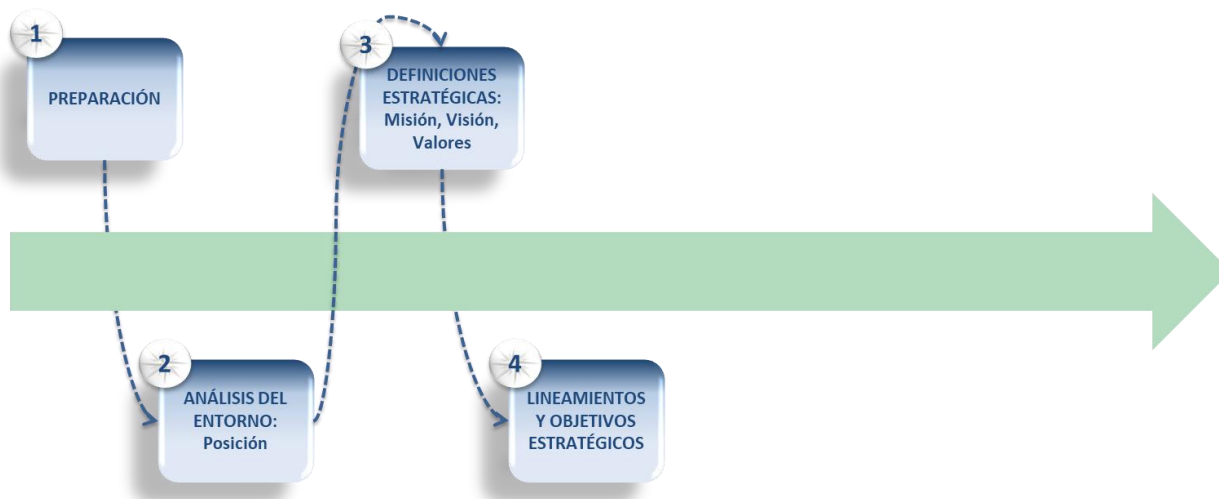 1
PREPARACIÓN
2
ANÁLISIS DEL
ENTORNO:
Posición
3
DEFINICIONES
ESTRATÉGICAS:
Misión, Visión,
Valores
4
LINEAMIENTOS
Y OBJETIVOS
ESTRATÉGICOS